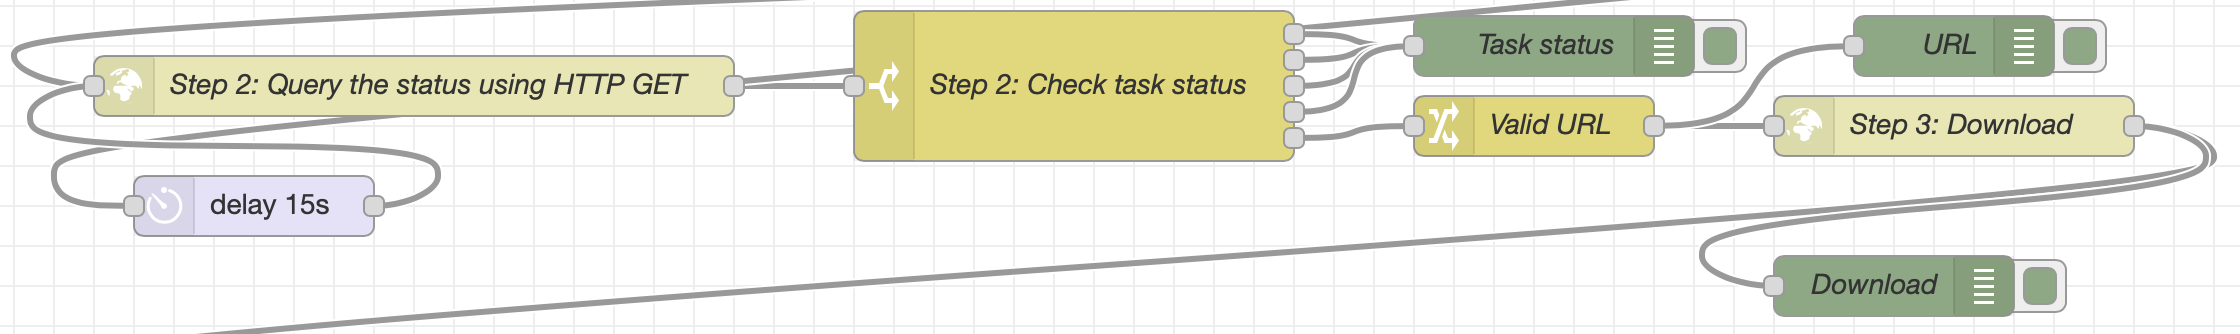 Step 2: Query the status using HTTP GET
Step 2: Check task status
Task status
URL
Valid URL
Step 3: Download
delay 15s
Download